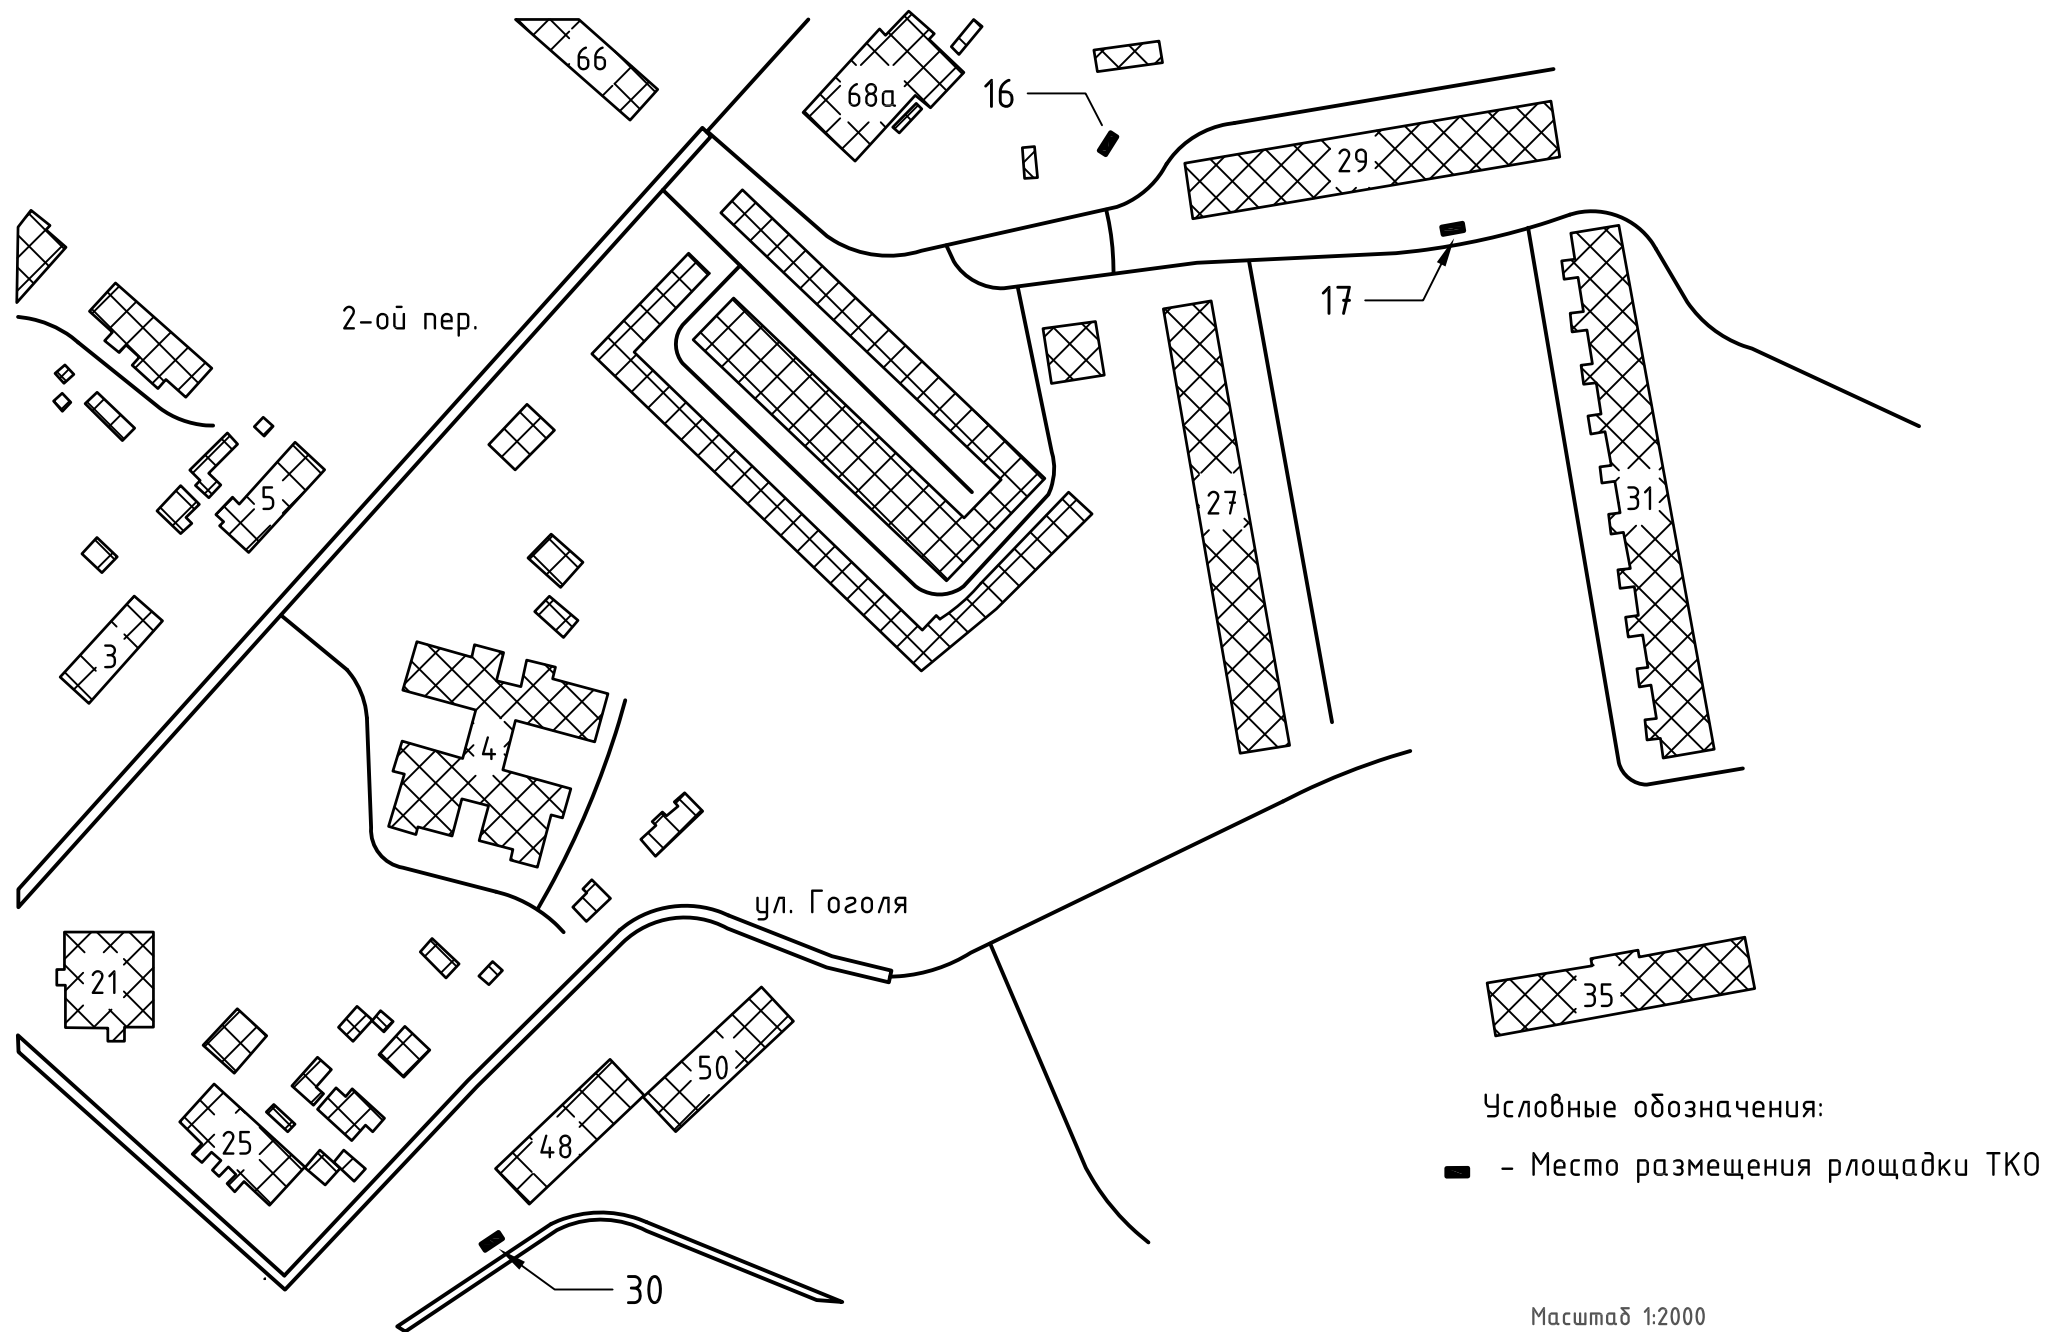 66
68а
16
29
17
2-ой пер.
5
27
31
3
4
ул. Гоголя
21
35
50
48
25
30
Условные обозначения:
- Место размещения рлощадки ТКО
Масштаб 1:2000